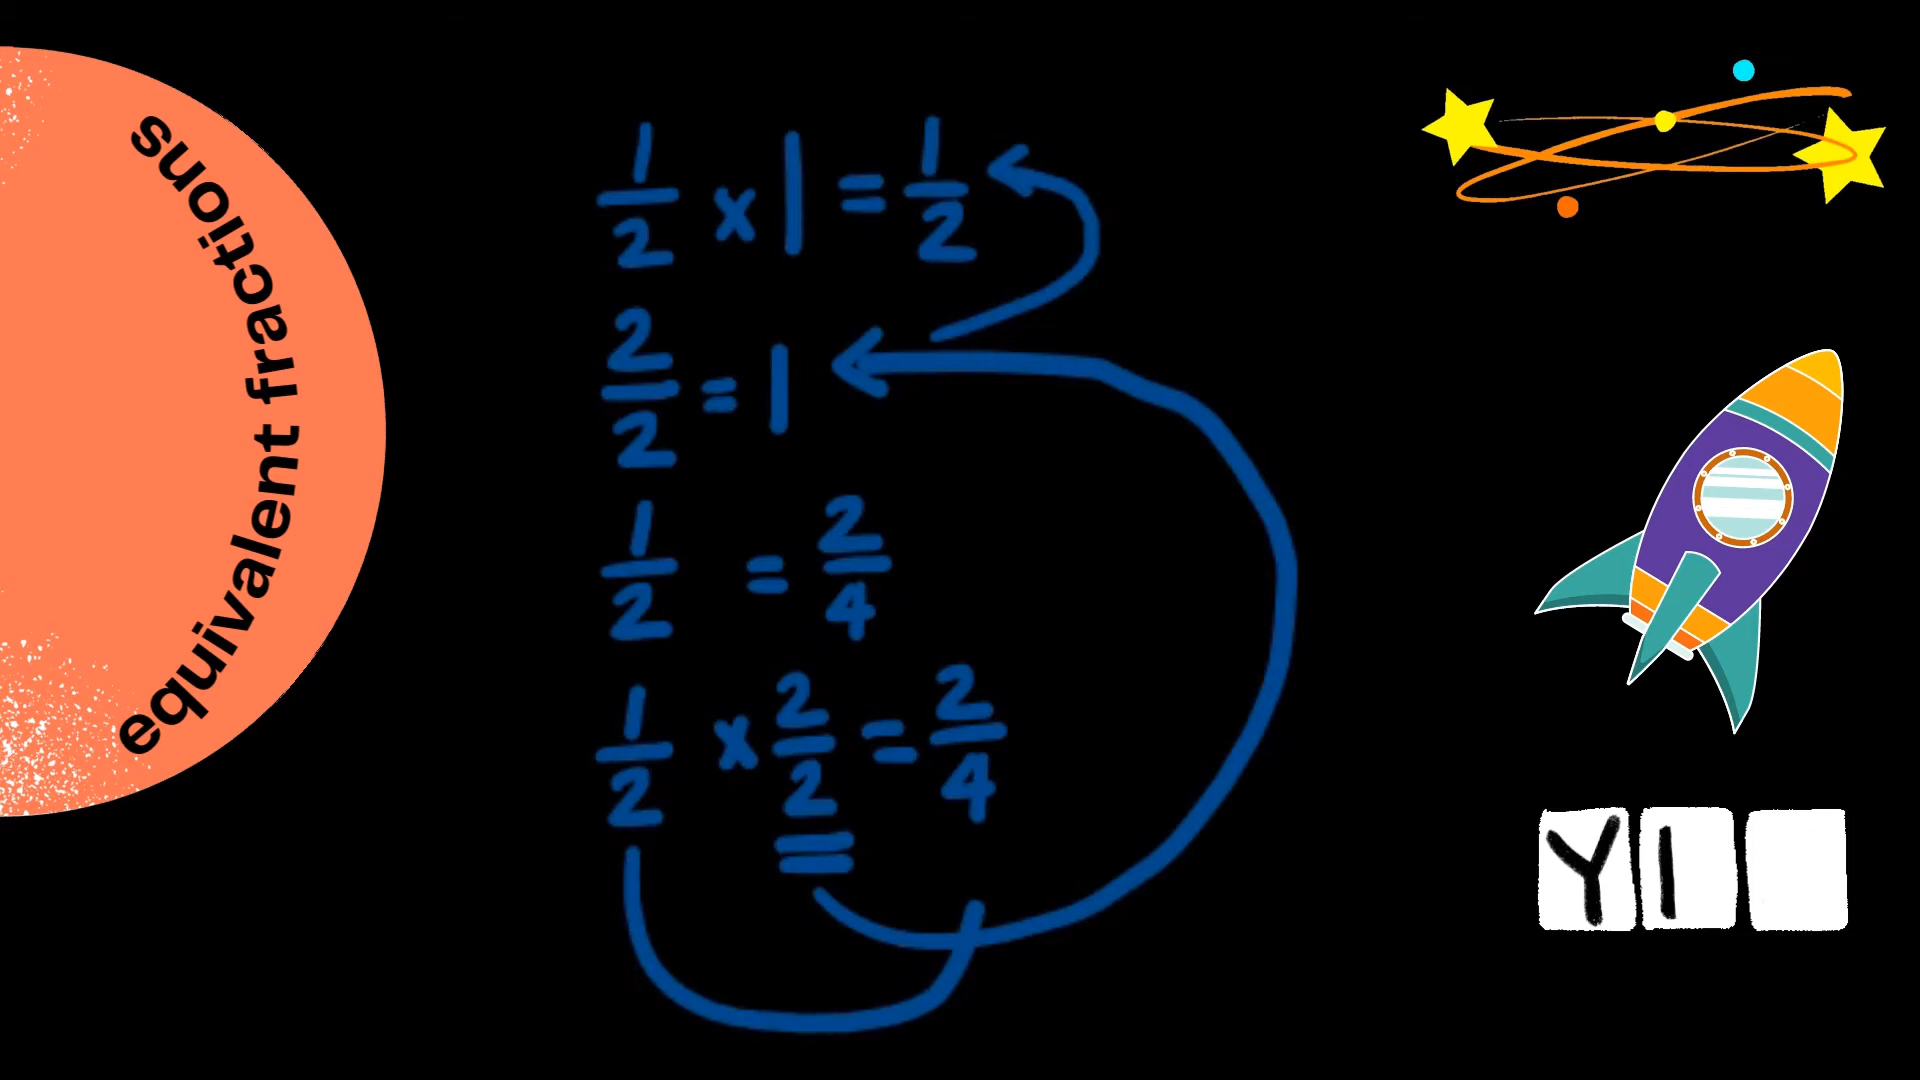 equivalent fractions
1/2 x 1 = 1/2
2/2 = 1
1/2 = 2/4
1/2 x 2/2 = 2/4
Y I